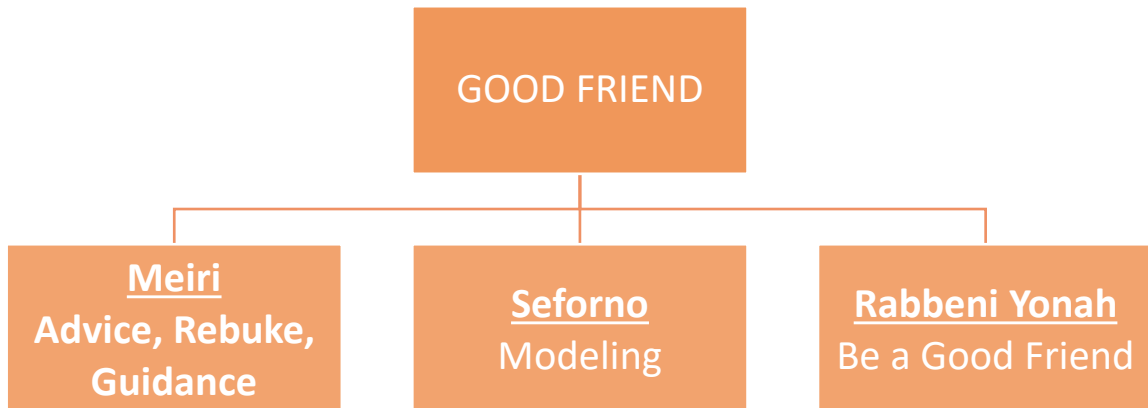 GOOD FRIEND
Meiri
Advice, Rebuke,
Guidance
Seforno
Modeling
Rabbeni Yonah
Be a Good Friend